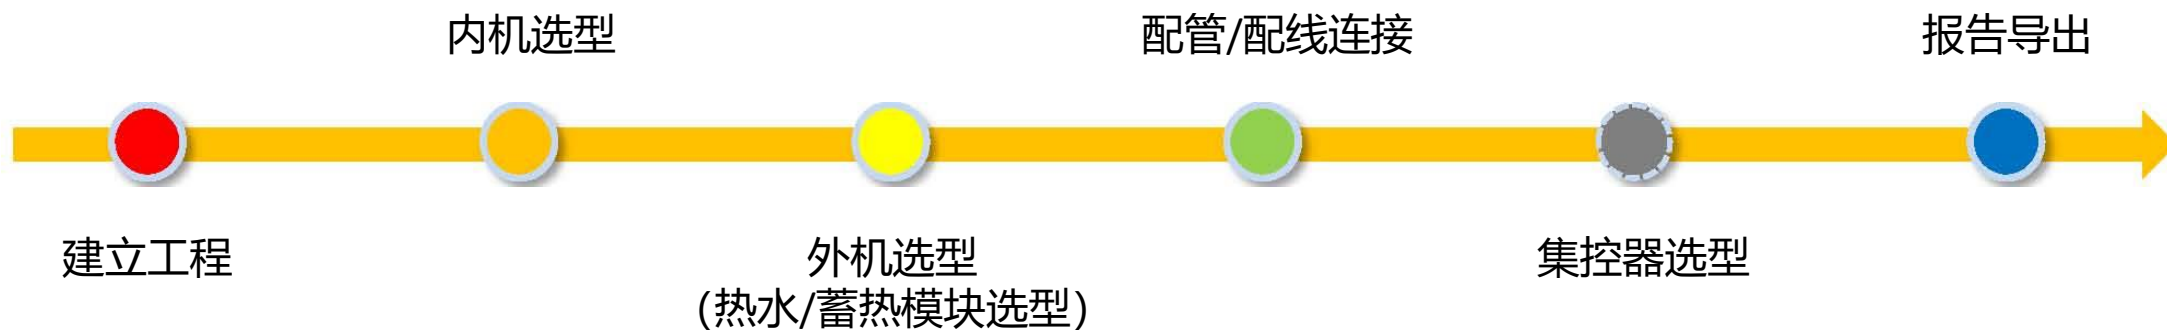 内机选型
配管/配线连接
报告导出
建立工程
外机选型
(热水/蓄热模块选型)
集控器选型